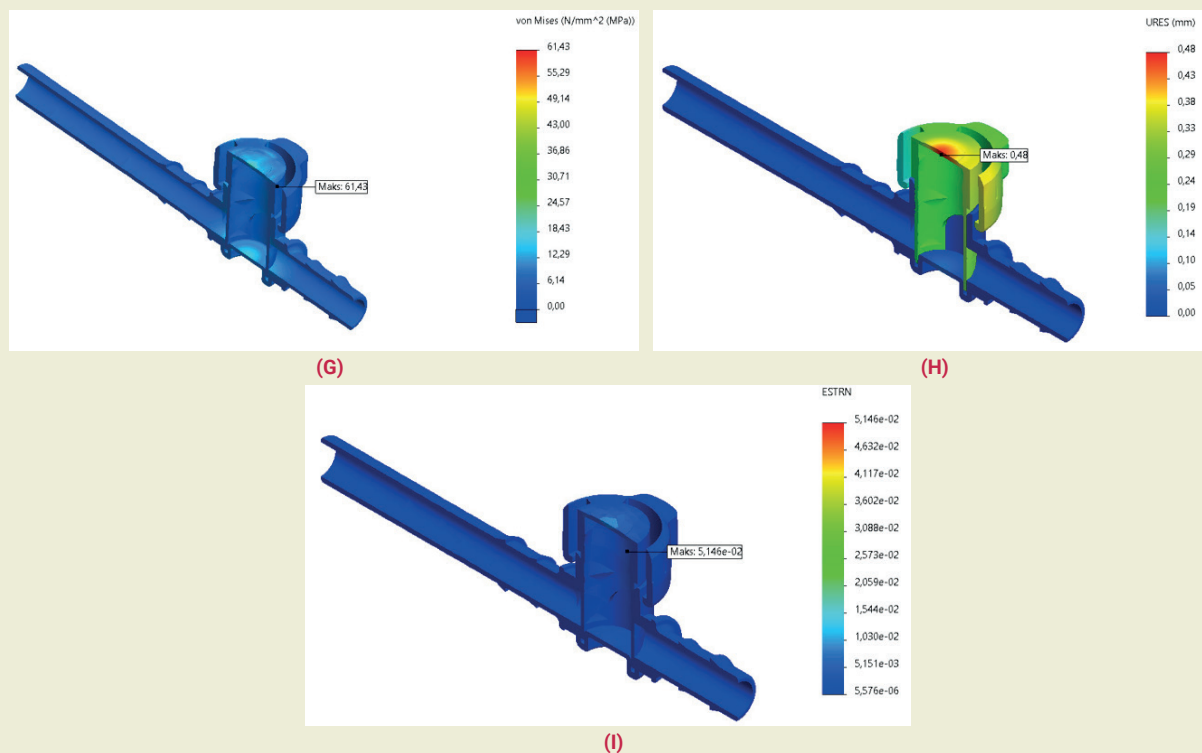 von Mises (N/mm^2 (MPa))
61,43
55,29
49,14
43,00
36,86
30,71
24,57
18,43
12,29
6,14
0,00
Maks: 61,43
(G)
URES (mm)
0,48
0,43
0,38
0,33
0,29
0,24
0,19
0,14
0,10
0,05
0,00
Maks: 0,48
(H)
ESTRN
5,146e-02
4,632e-02
4,117e-02
3,602e-02
3,088e-02
2,573e-02
2,059e-02
1,544e-02
1,030e-02
5,151e-03
5,576e-06
Maks: 5,146e-02
(I)